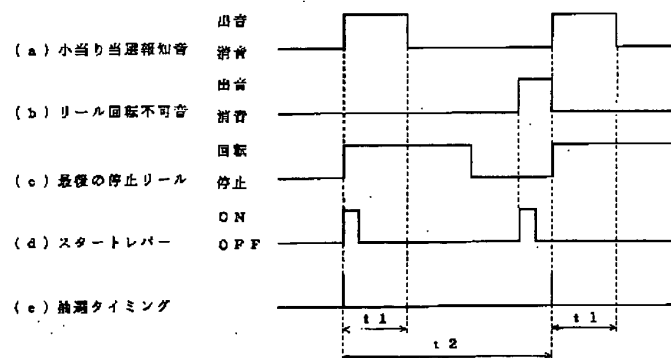 出音
(a) 小当り当選報知音 消音
出音
(b) リール回転不可音 消音
回転
(c) 最後の停止リール 停止
ON
(d) スタートレバー OFF
(e) 抽選タイミング
t1 t1
t2